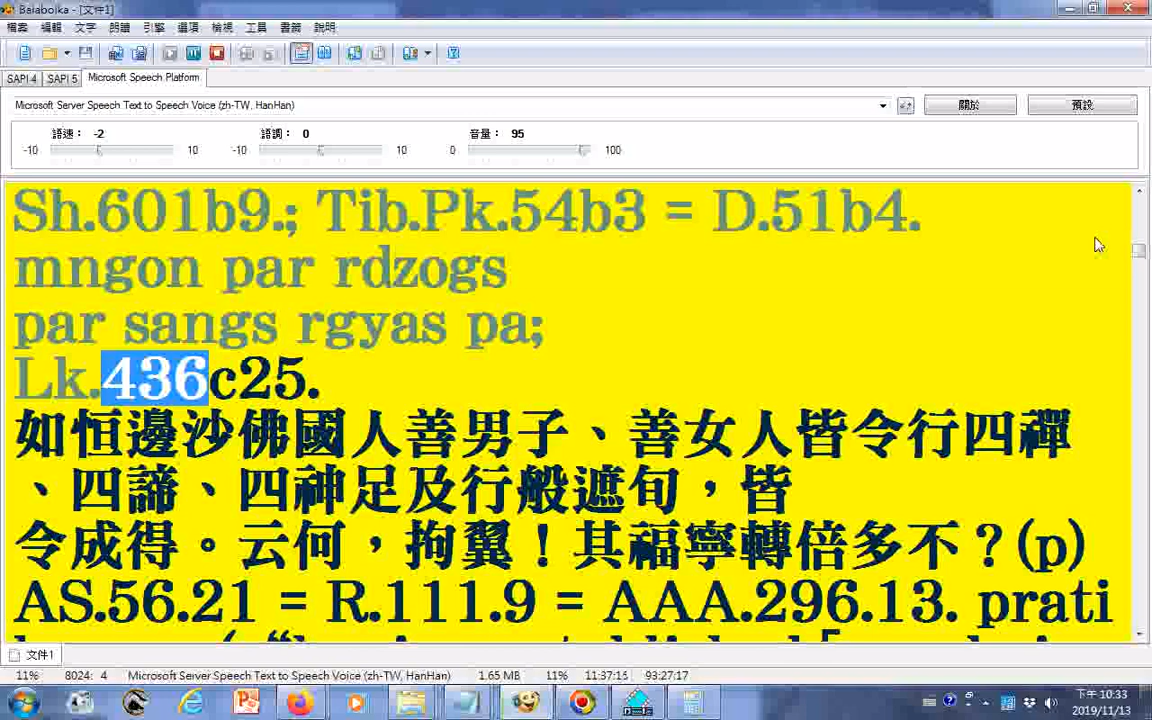 Balabolka - [文件1]
檔案 編輯 文字 朗讀 引擎 選項 檢視 工具 書籤 說明
SAPI 4 SAPI 5 Microsoft Speech Platform
Microsoft Server Speech Text to Speech Voice (zh-TW, HanHan) 關於 預設
語速： -2 語調： 0 音量： 95
-10 10 -10 10 0 100
Sh.601b9.; Tib.Pk.54b3 = D.51b4.
mngon par rdzogs
par sangs rgyas pa;
Lk.436c25.
如恒邊沙佛國人善男子、善女人皆令行四禪
、四諦、四神足及行般遮旬，皆
令成得。云何，拘翼！其福寧轉倍多不？(p)
AS.56.21 = R.111.9 = AAA.296.13. prati
文件1
11% 8024: 4 Microsoft Server Speech Text to Speech Voice (zh-TW, HanHan) 1.65 MB 11% 11:37:15 93:27:17
下午 10:33
2019/11/13